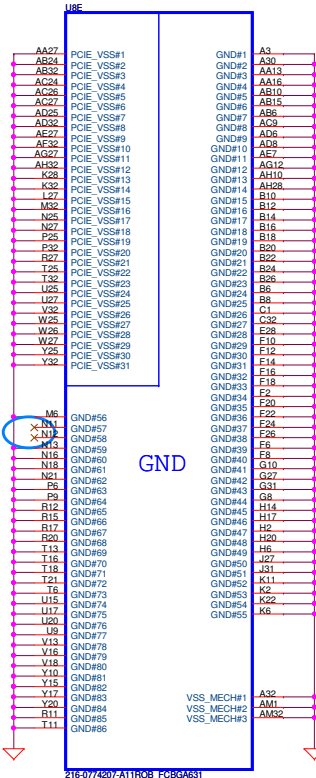 U8E
AA27 PCIE_VSS#1 GND#1 A3
AB24 PCIE_VSS#2 GND#2 A30
AB32 PCIE_VSS#3 GND#3 AA13
AC24 PCIE_VSS#4 GND#4 AA16
AC26 PCIE_VSS#5 GND#5 AB10
AC27 PCIE_VSS#6 GND#6 AB15
AD25 PCIE_VSS#7 GND#7 AB6
AD32 PCIE_VSS#8 GND#8 AC9
AE27 PCIE_VSS#9 GND#9 AD6
AF32 PCIE_VSS#10 GND#10 AD8
AG27 PCIE_VSS#11 GND#11 AE7
AH32 PCIE_VSS#12 GND#12 AG12
K28 PCIE_VSS#13 GND#13 AH10
K32 PCIE_VSS#14 GND#14 AH28
L27 PCIE_VSS#15 GND#15 B10
M32 PCIE_VSS#16 GND#16 B12
N25 PCIE_VSS#17 GND#17 B14
N27 PCIE_VSS#18 GND#18 B16
P25 PCIE_VSS#19 GND#19 B18
P32 PCIE_VSS#20 GND#20 B20
R27 PCIE_VSS#21 GND#21 B22
T25 PCIE_VSS#22 GND#22 B24
T32 PCIE_VSS#23 GND#23 B26
U25 PCIE_VSS#24 GND#24 B6
U27 PCIE_VSS#25 GND#25 B8
V32 PCIE_VSS#26 GND#26 C1
W25 PCIE_VSS#27 GND#27 C32
W26 PCIE_VSS#28 GND#28 E28
W27 PCIE_VSS#29 GND#29 F10
Y25 PCIE_VSS#30 GND#30 F12
Y32 PCIE_VSS#31 GND#31 F14
GND#32 F16
GND#33 F18
GND#34 F2
GND#35 F20
M6 GND#56 GND#36 F22
N11 GND#57 GND#37 F24
N12 GND#58 GND#38 F26
N13 GND#59 GND#39 F6
N16 GND#60 GND#40 F8
N18 GND#61 GND#41 G10
N21 GND#62 GND#42 G27
P6 GND#63 GND#43 G31
P9 GND#64 GND#44 G8
R12 GND#65 GND#45 H14
R15 GND#66 GND#46 H17
R17 GND#67 GND#47 H2
R20 GND#68 GND#48 H20
T13 GND#69 GND#49 H6
T16 GND#70 GND#50 J27
T18 GND#71 GND#51 J31
T21 GND#72 GND#52 K11
T6 GND#73 GND#53 K2
U15 GND#74 GND#54 K22
U17 GND#75 GND#55 K6
GND
U20 GND#76
U9 GND#77
V13 GND#78
V16 GND#79
V18 GND#80
Y10 GND#81
Y15 GND#82
Y17 GND#83 VSS_MECH#1 A32
Y20 GND#84 VSS_MECH#2 AM1
R11 GND#85 VSS_MECH#3 AM32
T11 GND#86
216-0774207-A11ROB_FCBGA631